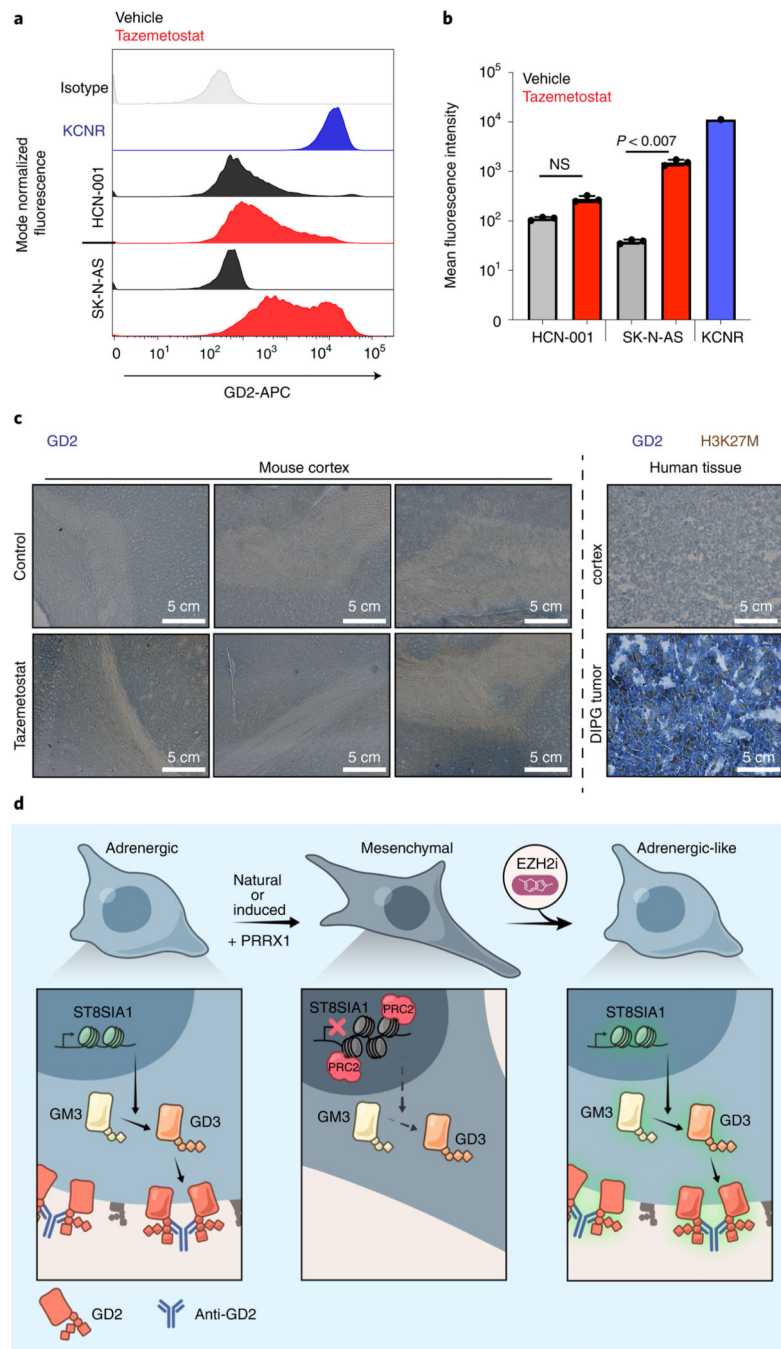 a
Vehicle
Tazemetostat
Isotype
KCNR
HCN-001
SK-N-AS
Mode normalized
fluorescence
0 10¹ 10² 10³ 10⁴ 10⁵
GD2-APC
b
Vehicle
Tazemetostat
Mean fluorescence intensity
10⁵
10⁴
10³
10²
10¹
0
NS
P < 0.007
HCN-001 SK-N-AS KCNR
c
GD2
GD2 H3K27M
Mouse cortex
Human tissue
Control
5 cm
5 cm
5 cm
cortex
5 cm
Tazemetostat
5 cm
5 cm
5 cm
DIPG tumor
5 cm
d
Adrenergic
Natural
or
induced
+ PRRX1
Mesenchymal
EZH2i
Adrenergic-like
ST8SIA1
GM3
GD3
ST8SIA1
PRC2
PRC2
GM3
GD3
ST8SIA1
GM3
GD3
GD2
Anti-GD2